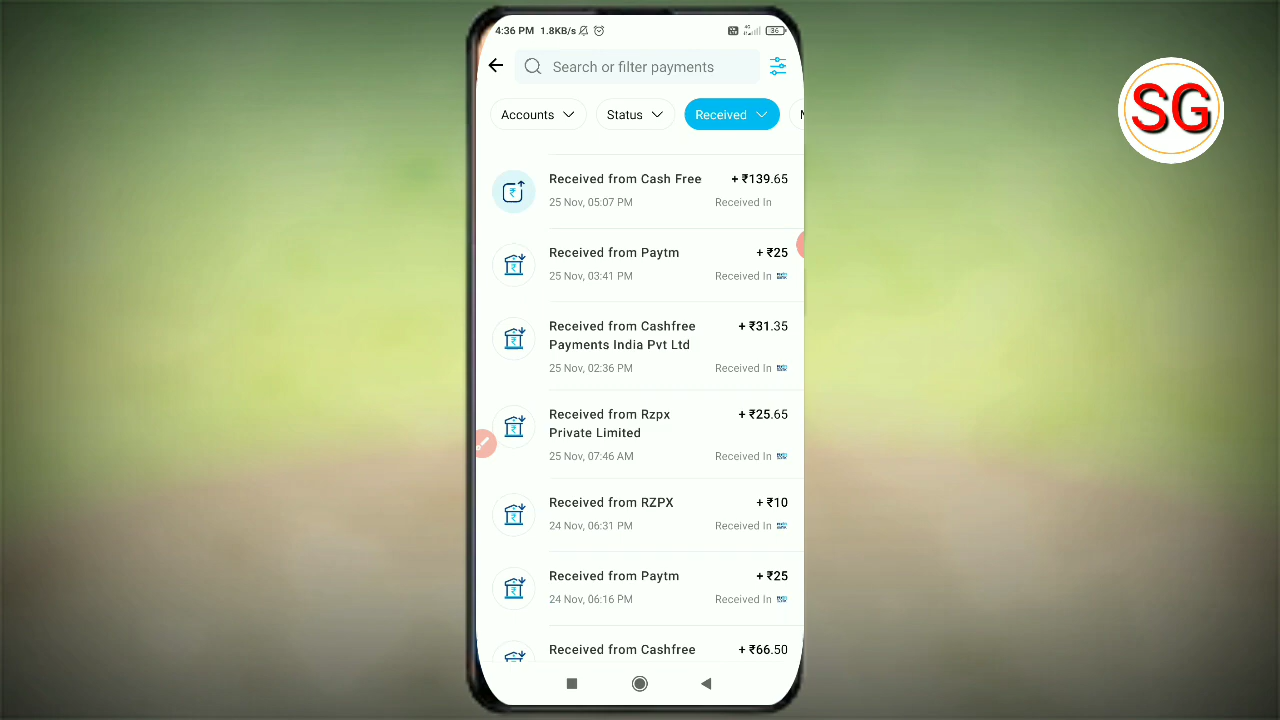 4:36 PM 1.8KB/s 4G 36
Search or filter payments
Accounts Status Received
Received from Cash Free + ₹139.65
25 Nov, 05:07 PM Received In
Received from Paytm + ₹25
25 Nov, 03:41 PM Received In
Received from Cashfree + ₹31.35
Payments India Pvt Ltd
25 Nov, 02:36 PM Received In
Received from Rzpx + ₹25.65
Private Limited
25 Nov, 07:46 AM Received In
Received from RZPX + ₹10
24 Nov, 06:31 PM Received In
Received from Paytm + ₹25
24 Nov, 06:16 PM Received In
Received from Cashfree + ₹66.50
SG